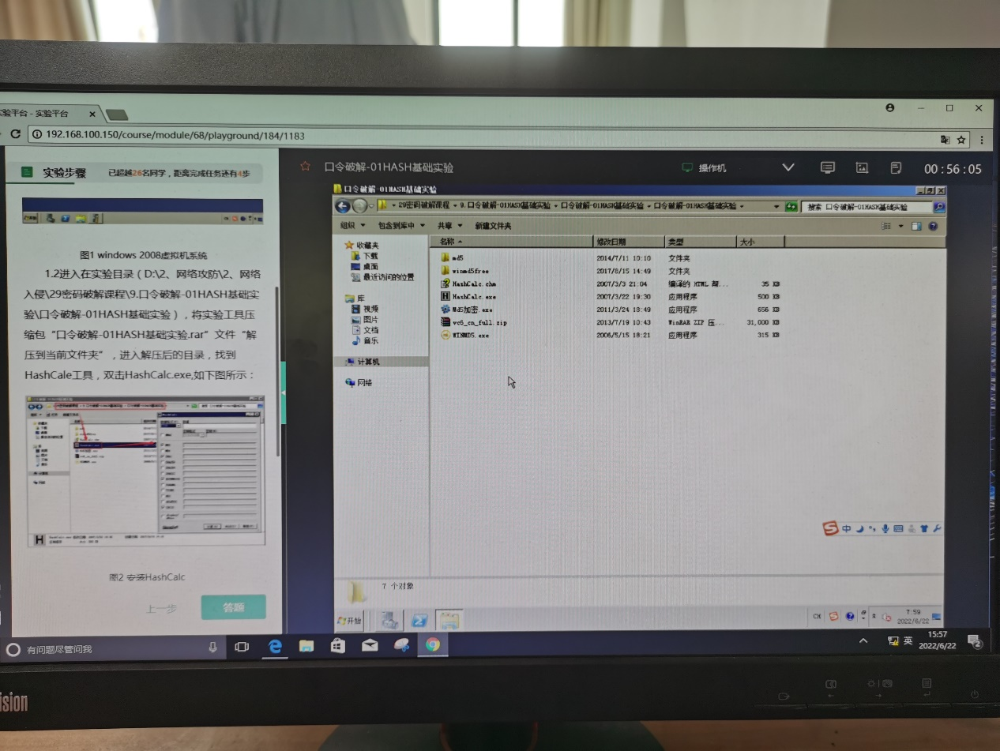 实验平台 - 实验平台
192.168.100.150/course/module/68/playground/184/1183
实验步骤
已超越26名同学，距离完成任务还有4步
图1 windows 2008虚拟机系统
1.2进入在实验目录（D:\2、网络攻防\2、网络
入侵\29密码破解课程\9.口令破解-01HASH基础实
验\口令破解-01HASH基础实验），将实验工具压
缩包“口令破解-01HASH基础实验.rar”文件“解
压到当前文件夹”，进入解压后的目录，找到
HashCale工具，双击HashCalc.exe,如下图所示：
图2 安装HashCalc
上一步
答题
口令破解-01HASH基础实验
操作机
00:56:05
口令破解-01HASH基础实验
29密码破解课程 9.口令破解-01HASH基础实验 口令破解-01HASH基础实验 口令破解-01HASH基础实验
搜索 口令破解-01HASH基础实验
组织 包含到库中 共享 新建文件夹
收藏夹
下载
桌面
最近访问的位置
库
视频
图片
文档
音乐
计算机
网络
名称 修改日期 类型 大小
md5 2014/7/11 10:10 文件夹
winmd5free 2017/8/15 14:49 文件夹
HashCalc.chm 2007/3/3 21:04 编译的 HTML 帮... 35 KB
HashCalc.exe 2007/3/22 19:30 应用程序 500 KB
Md5加密.exe 2011/3/24 18:49 应用程序 656 KB
vc6_cn_full.zip 2013/7/19 10:43 WinRAR ZIP 压... 31,000 KB
WINMD5.exe 2006/5/15 18:21 应用程序 315 KB
中
7 个对象
开始
CH
7:59
2022/6/22
有问题尽管问我
英
15:57
2022/6/22
2
ision